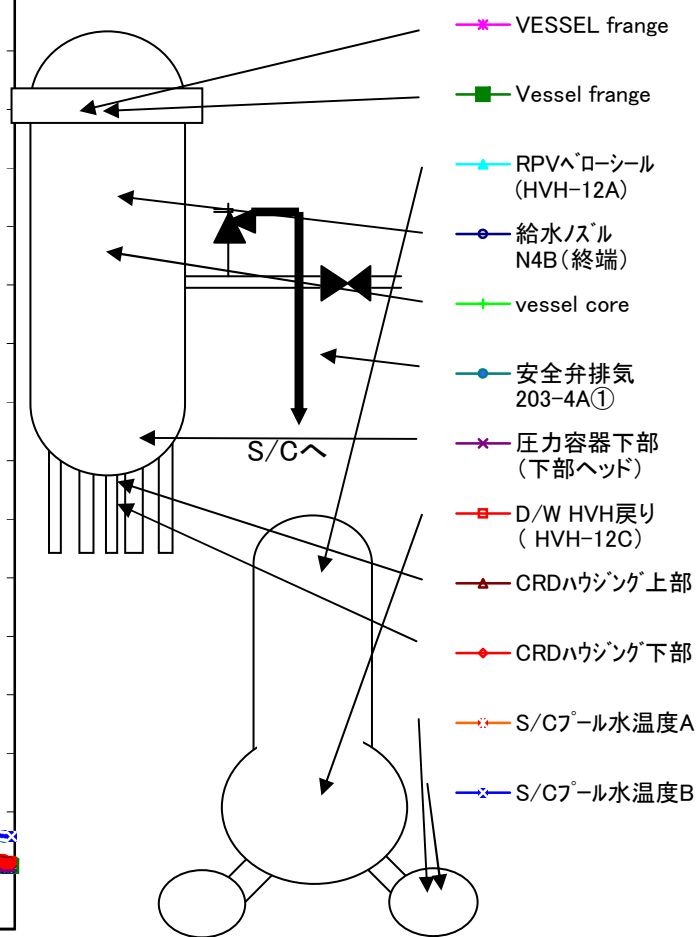 VESSEL frange
Vessel frange
RPVベローシール
(HVH-12A)
給水ノズル
N4B(終端)
vessel core
安全弁排気
203-4A①
圧力容器下部
(下部ヘッド)
D/W HVH戻り
( HVH-12C)
CRDハウジング上部
CRDハウジング下部
S/Cプール水温度A
S/Cプール水温度B
S/Cへ